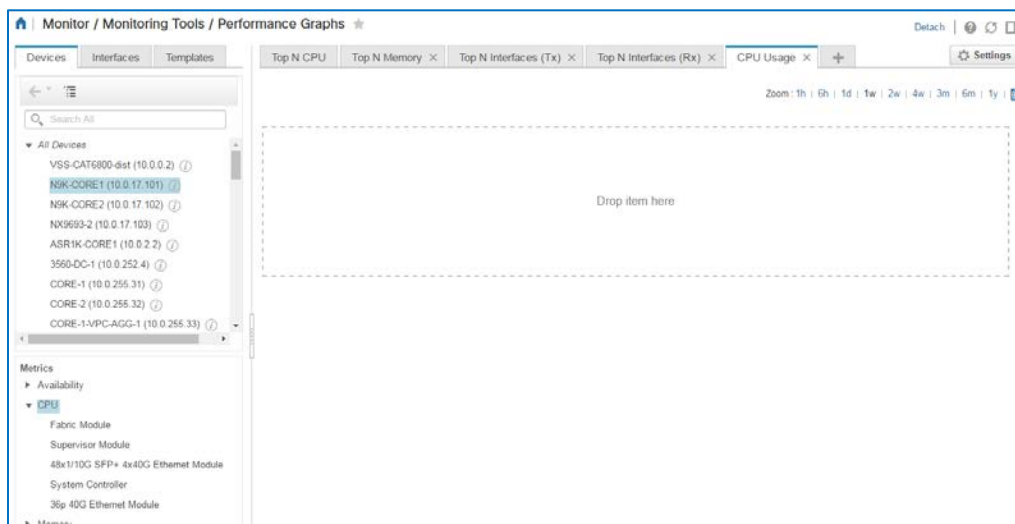 Monitor / Monitoring Tools / Performance Graphs
Detach
Devices Interfaces Templates
Top N CPU Top N Memory × Top N Interfaces (Tx) × Top N Interfaces (Rx) × CPU Usage × +
Settings
Zoom: 1h | 6h | 1d | 1w | 2w | 4w | 3m | 6m | 1y |
Search All
All Devices
VSS-CAT6800-dist (10.0.0.2)
N9K-CORE1 (10.0.17.101)
N9K-CORE2 (10.0.17.102)
NX9693-2 (10.0.17.103)
ASR1K-CORE1 (10.0.2.2)
3560-DC-1 (10.0.252.4)
CORE-1 (10.0.255.31)
CORE-2 (10.0.255.32)
CORE-1-VPC-AGG-1 (10.0.255.33)
Drop item here
Metrics
Availability
CPU
Fabric Module
Supervisor Module
48x1/10G SFP+ 4x40G Ethernet Module
System Controller
36p 40G Ethernet Module